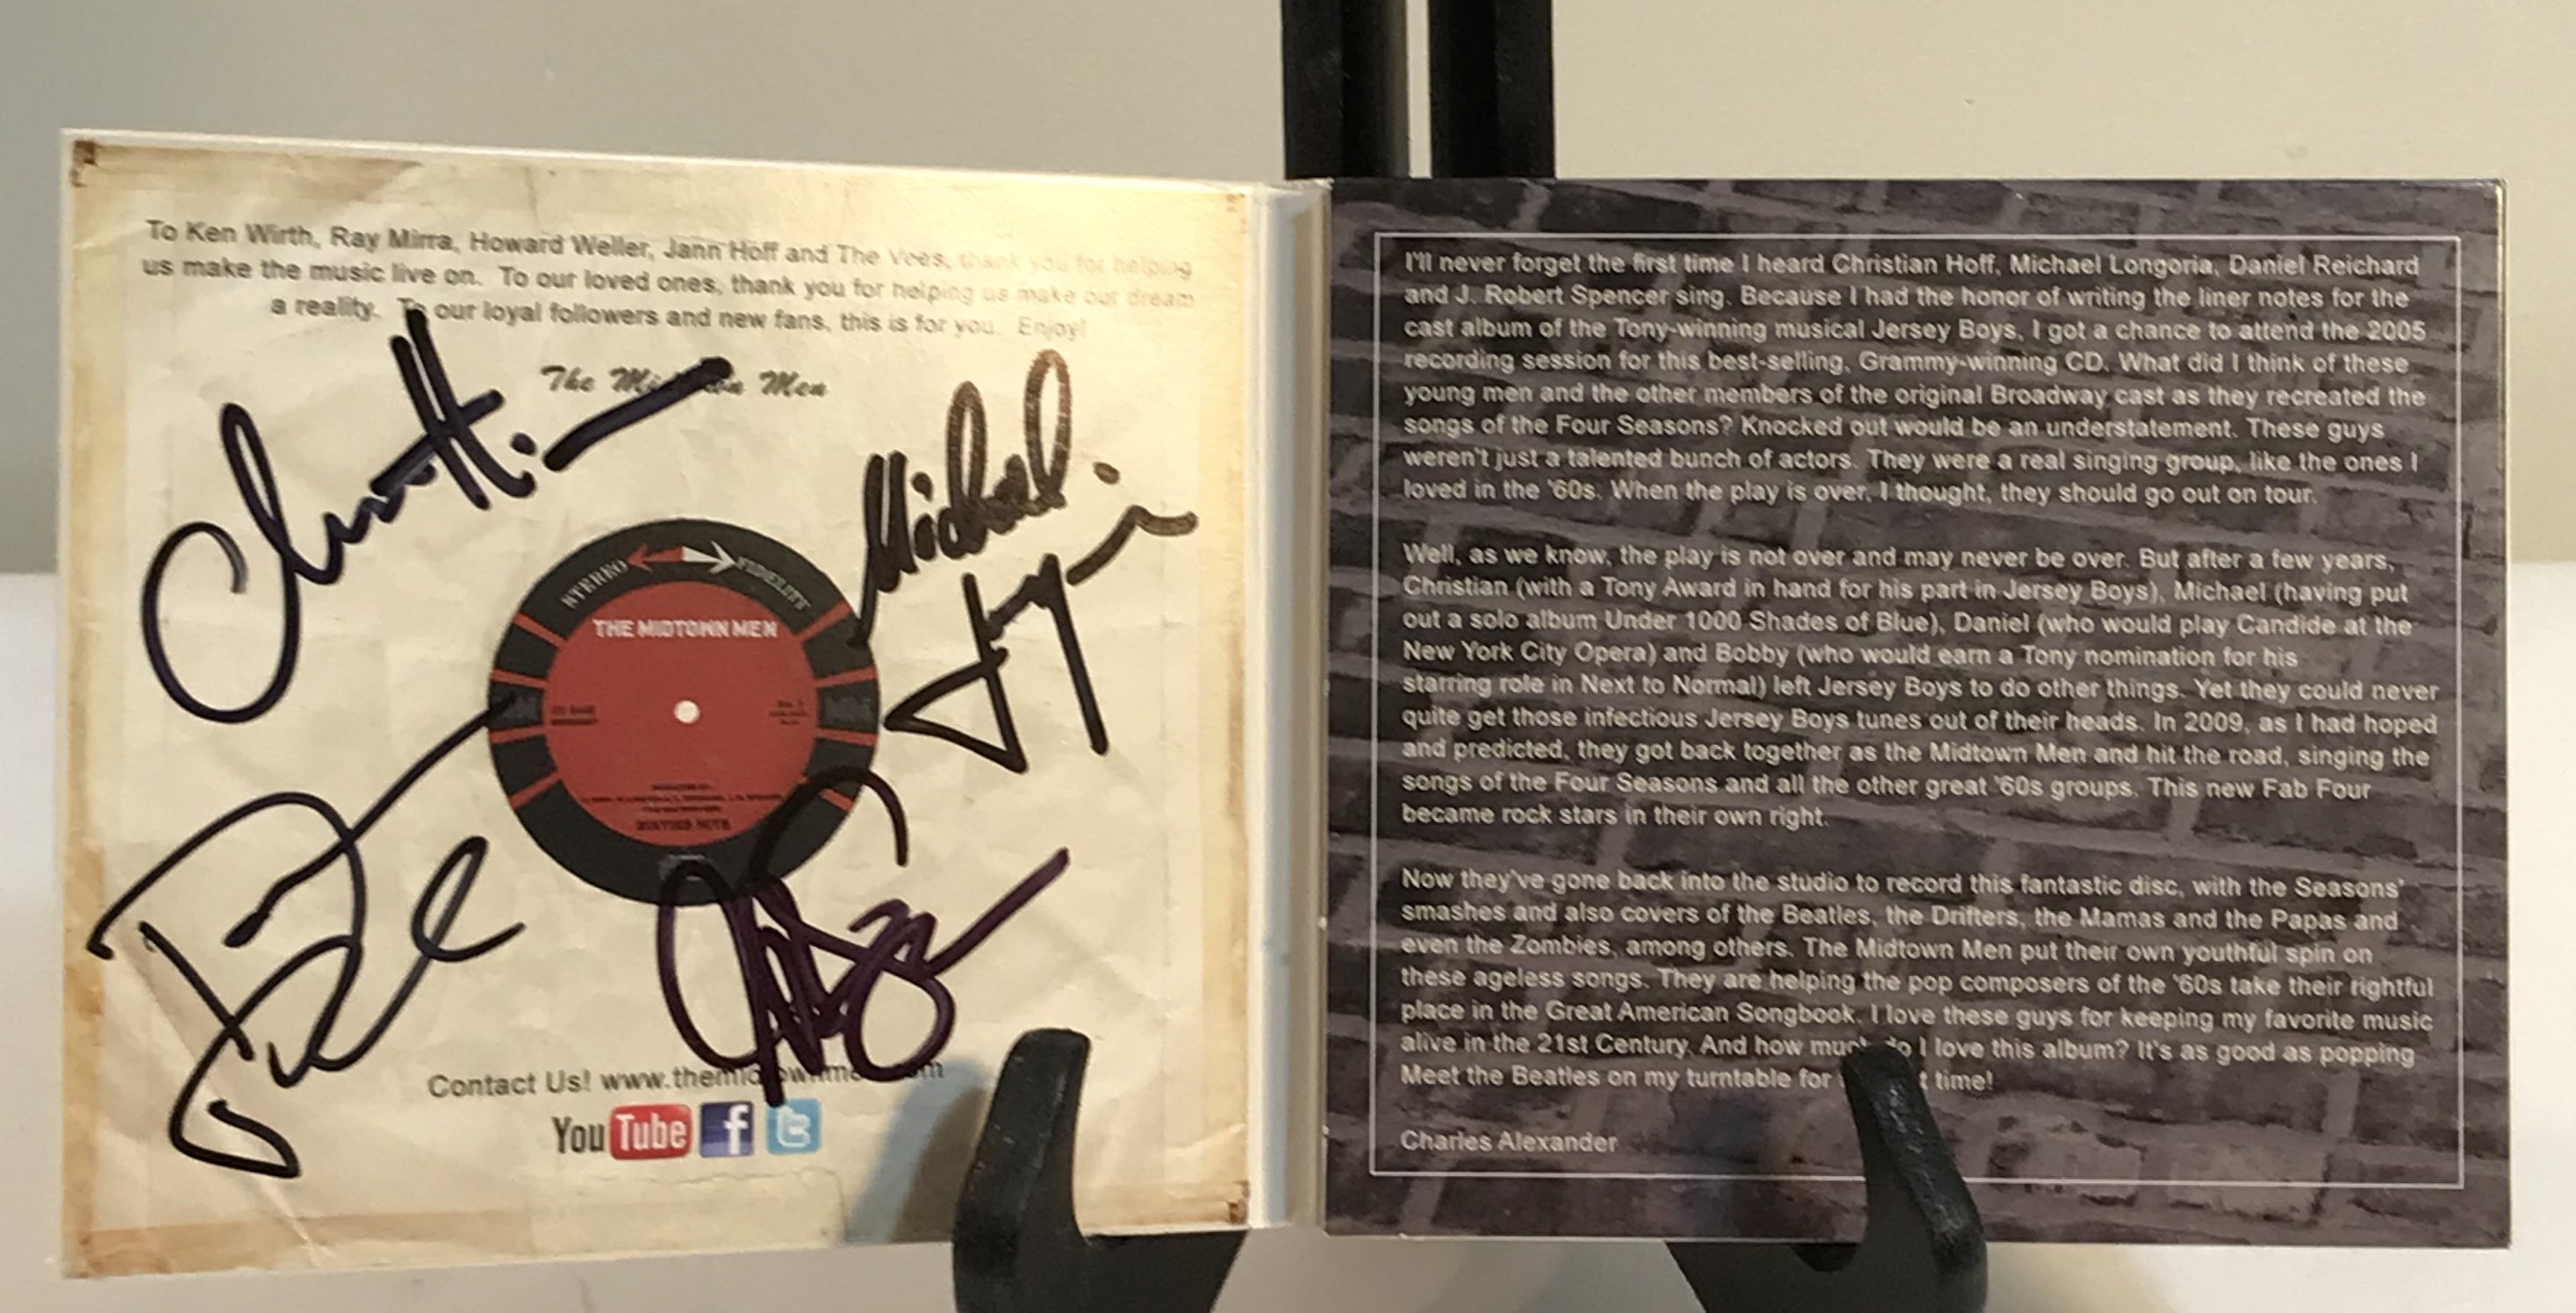 To Ken Wirth, Ray Mirra, Howard Weller, Jann Hoff and The Vees, thank you for helping
us make the music live on. To our loved ones, thank you for helping us make our dream
a reality. To our loyal followers and new fans, this is for you. Enjoy!
The Midtown Men
Michael
STEREO FIDELITY
THE MIDTOWN MEN
SIXTIES HITS
Contact Us! www.themidtownmen.com
YouTube f t
I'll never forget the first time I heard Christian Hoff, Michael Longoria, Daniel Reichard
and J. Robert Spencer sing. Because I had the honor of writing the liner notes for the
cast album of the Tony-winning musical Jersey Boys, I got a chance to attend the 2005
recording session for this best-selling, Grammy-winning CD. What did I think of these
young men and the other members of the original Broadway cast as they recreated the
songs of the Four Seasons? Knocked out would be an understatement. These guys
weren't just a talented bunch of actors. They were a real singing group, like the ones I
loved in the '60s. When the play is over, I thought, they should go out on tour.
Well, as we know, the play is not over and may never be over. But after a few years,
Christian (with a Tony Award in hand for his part in Jersey Boys), Michael (having put
out a solo album Under 1000 Shades of Blue), Daniel (who would play Candide at the
New York City Opera) and Bobby (who would earn a Tony nomination for his
starring role in Next to Normal) left Jersey Boys to do other things. Yet they could never
quite get those infectious Jersey Boys tunes out of their heads. In 2009, as I had hoped
and predicted, they got back together as the Midtown Men and hit the road, singing the
songs of the Four Seasons and all the other great '60s groups. This new Fab Four
became rock stars in their own right.
Now they've gone back into the studio to record this fantastic disc, with the Seasons'
smashes and also covers of the Beatles, the Drifters, the Mamas and the Papas and
even the Zombies, among others. The Midtown Men put their own youthful spin on
these ageless songs. They are helping the pop composers of the '60s take their rightful
place in the Great American Songbook. I love these guys for keeping my favorite music
alive in the 21st Century. And how much do I love this album? It's as good as popping
Meet the Beatles on my turntable for time!
Charles Alexander